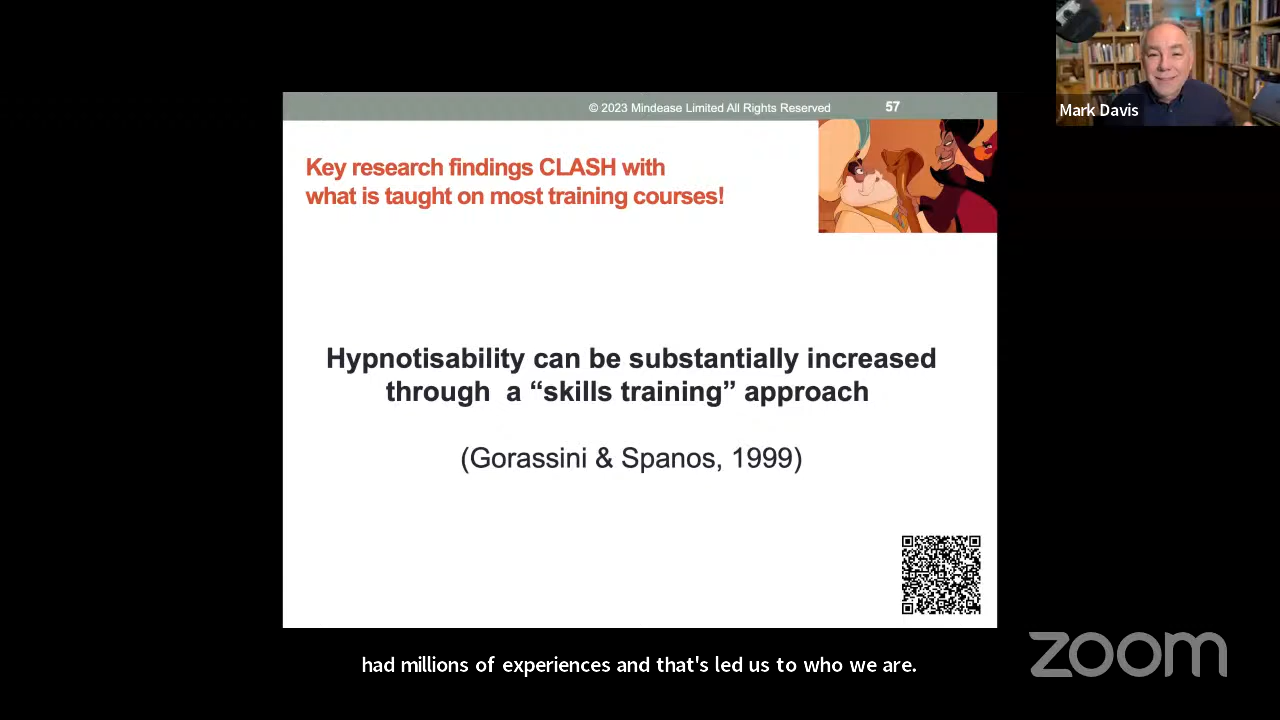 © 2023 Mindease Limited All Rights Reserved 57
Mark Davis
Key research findings CLASH with
what is taught on most training courses!
Hypnotisability can be substantially increased
through a “skills training” approach
(Gorassini & Spanos, 1999)
had millions of experiences and that's led us to who we are.
zoom